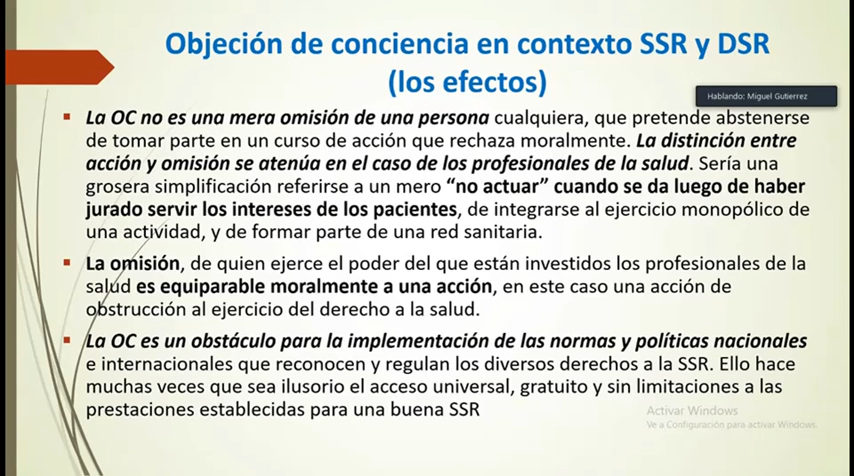 Objeción de conciencia en contexto SSR y DSR
(los efectos)
Hablando: Miguel Gutierrez
La OC no es una mera omisión de una persona cualquiera, que pretende abstenerse
de tomar parte en un curso de acción que rechaza moralmente. La distinción entre
acción y omisión se atenúa en el caso de los profesionales de la salud. Sería una
grosera simplificación referirse a un mero “no actuar” cuando se da luego de haber
jurado servir los intereses de los pacientes, de integrarse al ejercicio monopólico de
una actividad, y de formar parte de una red sanitaria.
La omisión, de quien ejerce el poder del que están investidos los profesionales de la
salud es equiparable moralmente a una acción, en este caso una acción de
obstrucción al ejercicio del derecho a la salud.
La OC es un obstáculo para la implementación de las normas y políticas nacionales
e internacionales que reconocen y regulan los diversos derechos a la SSR. Ello hace
muchas veces que sea ilusorio el acceso universal, gratuito y sin limitaciones a las
prestaciones establecidas para una buena SSR
Activar Windows
Ve a Configuración para activar Windows.